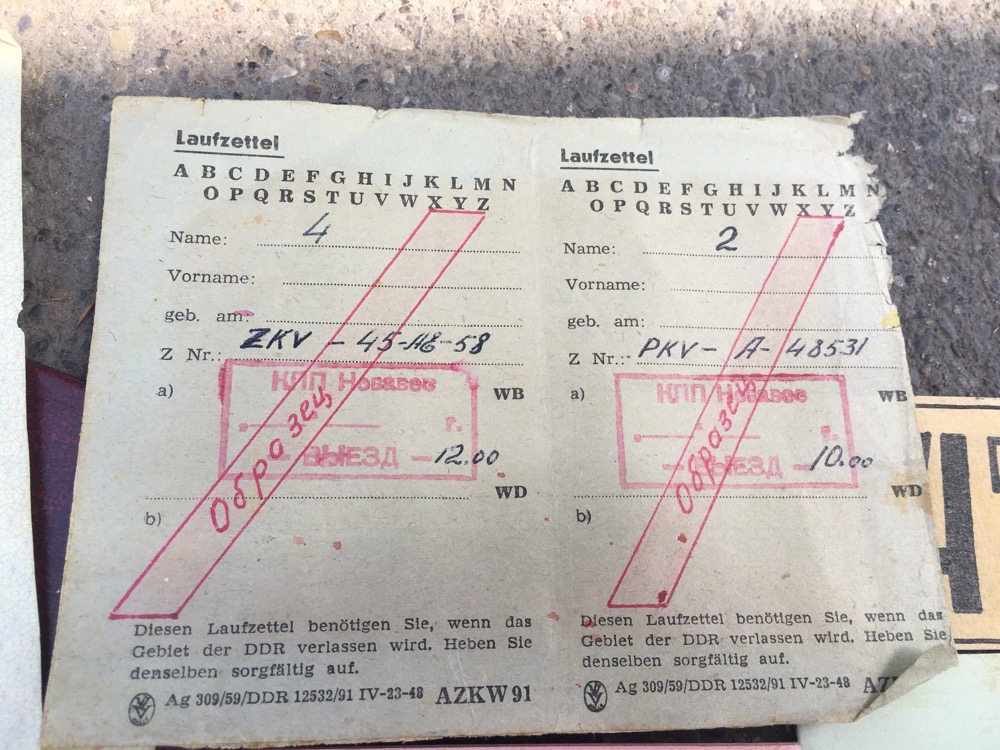 Laufzettel
A B C D E F G H I J K L M N
O P Q R S T U V W X Y Z
Name: 4
Vorname:
geb. am:
Z Nr.: ZKV - 45-48-58
a)
WB
КПП Новавес
г.
ВЫЕЗД - 12.00
Образец
WD
b)
Diesen Laufzettel benötigen Sie, wenn das
Gebiet der DDR verlassen wird. Heben Sie
denselben sorgfältig auf.
Ag 309/59/DDR 12532/91 IV-23-48 AZKW 91
Laufzettel
A B C D E F G H I J K L M N
O P Q R S T U V W X Y Z
Name: 2
Vorname:
geb. am:
Z Nr.: PKV - A - 48531
a)
WB
КПП Новавес
г.
- ВЫЕЗД - 10.00
Образец
WD
b)
Diesen Laufzettel benötigen Sie, wenn das
Gebiet der DDR verlassen wird. Heben Sie
denselben sorgfältig auf.
Ag 309/59/DDR 12532/91 IV-23-48